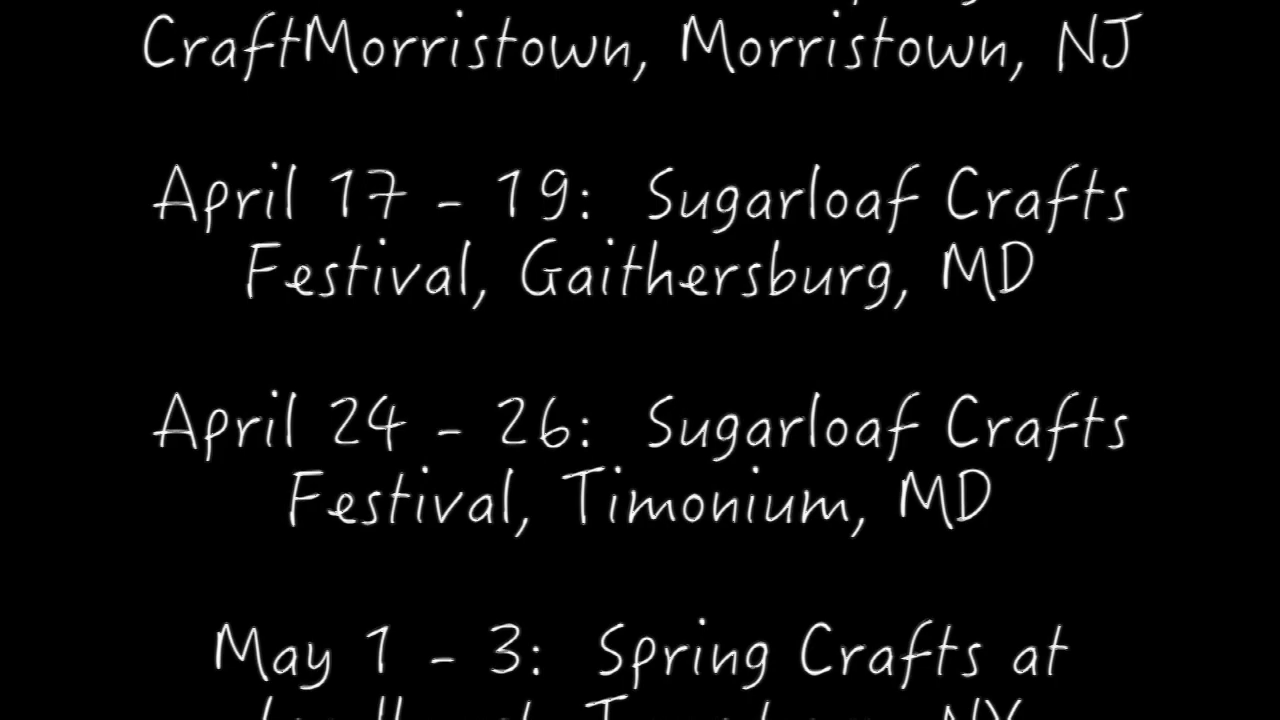 CraftMorristown, Morristown, NJ
April 17 - 19: Sugarloaf Crafts
Festival, Gaithersburg, MD
April 24 - 26: Sugarloaf Crafts
Festival, Timonium, MD
May 1 - 3: Spring Crafts at